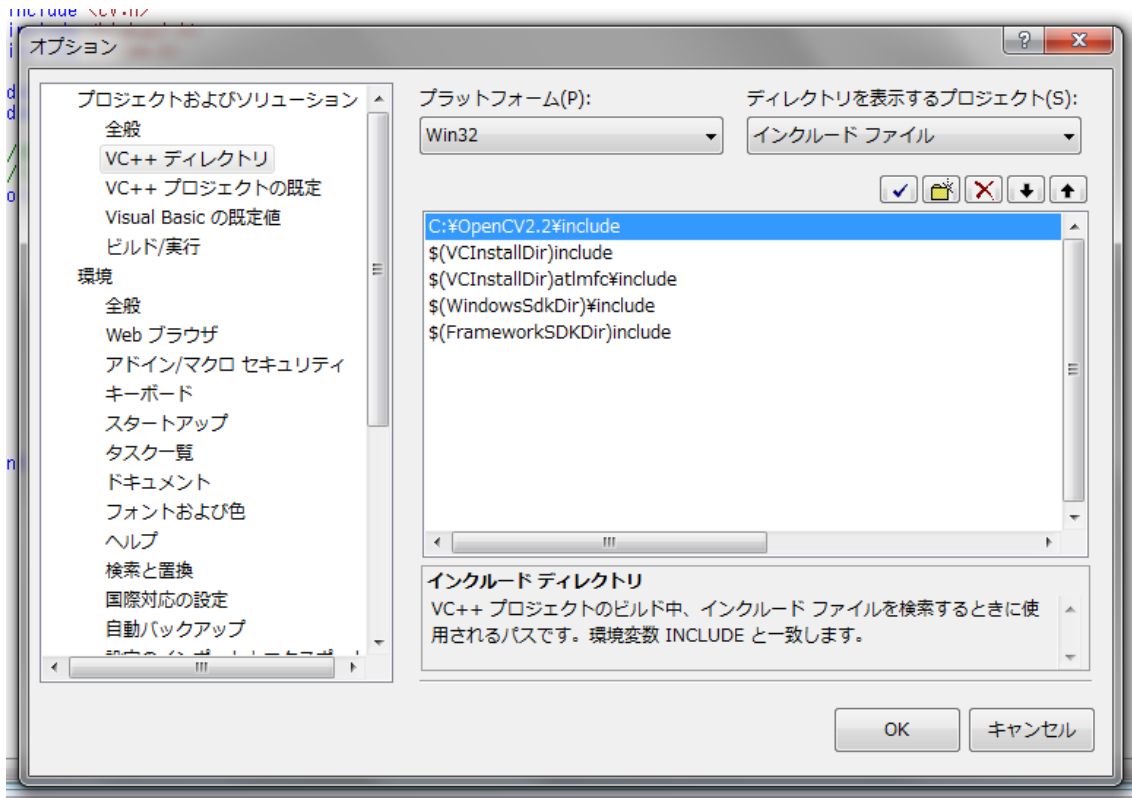 include <cv.h>
オプション
プロジェクトおよびソリューション
全般
VC++ ディレクトリ
VC++ プロジェクトの既定
Visual Basic の既定値
ビルド/実行
環境
全般
Web ブラウザ
アドイン/マクロ セキュリティ
キーボード
スタートアップ
タスク一覧
ドキュメント
フォントおよび色
ヘルプ
検索と置換
国際対応の設定
自動バックアップ
プラットフォーム(P):
Win32
ディレクトリを表示するプロジェクト(S):
インクルード ファイル
C:¥OpenCV2.2¥include
$(VCInstallDir)include
$(VCInstallDir)atlmfc¥include
$(WindowsSdkDir)¥include
$(FrameworkSDKDir)include
インクルード ディレクトリ
VC++ プロジェクトのビルド中、インクルード ファイルを検索するときに使
用されるパスです。環境変数 INCLUDE と一致します。
OK
キャンセル